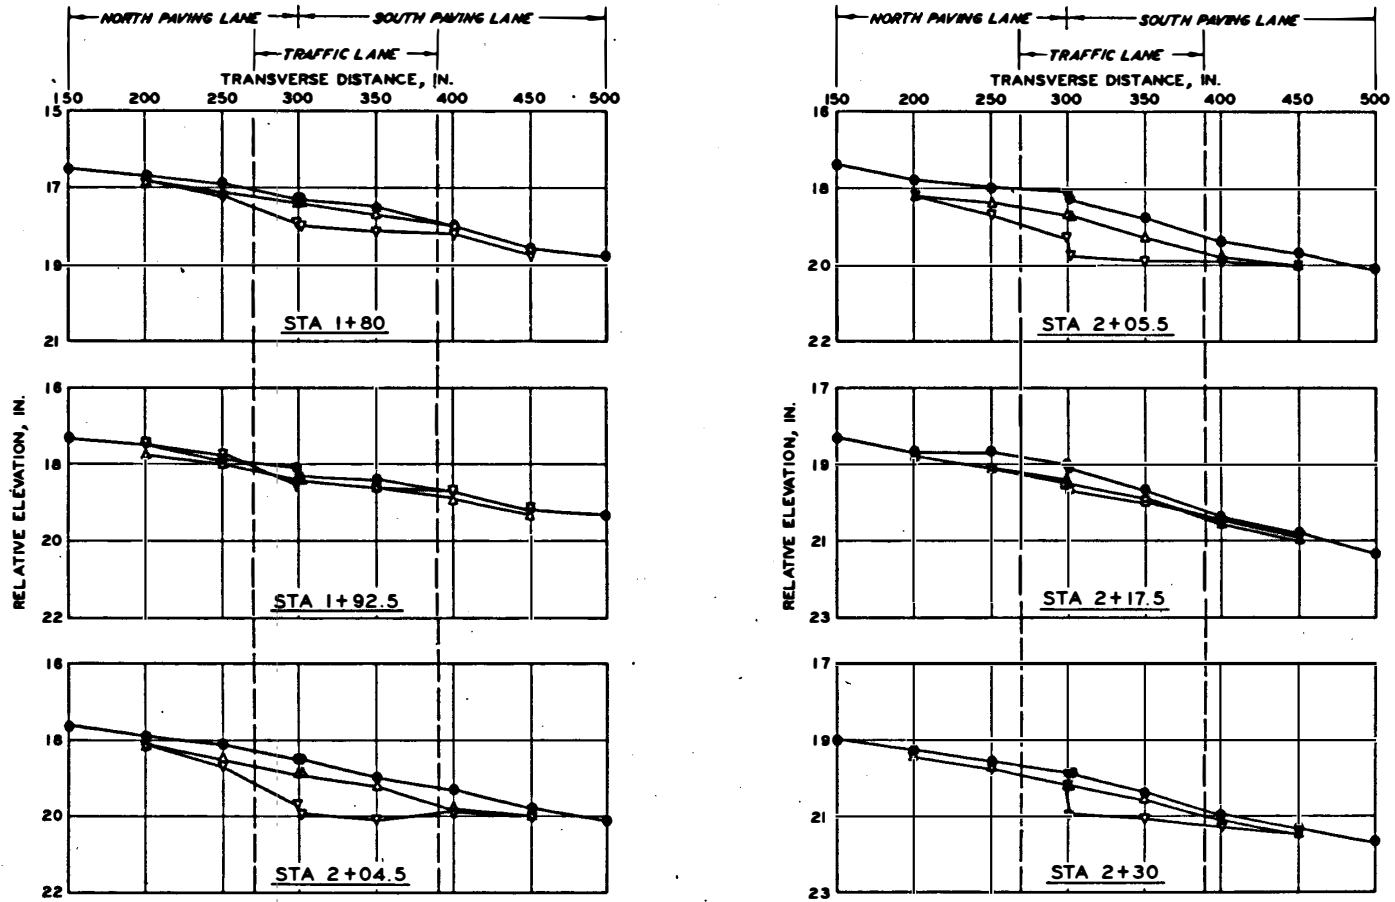 NORTH PAVING LANE SOUTH PAVING LANE
TRAFFIC LANE
TRANSVERSE DISTANCE, IN.
150 200 250 300 350 400 450 500
15
17
19
21
STA 1+80
16
18
20
22
STA 1+92.5
16
18
20
22
STA 2+04.5
RELATIVE ELEVATION, IN.
NORTH PAVING LANE SOUTH PAVING LANE
TRAFFIC LANE
TRANSVERSE DISTANCE, IN.
150 200 250 300 350 400 450 500
16
18
20
22
STA 2+05.5
17
19
21
23
STA 2+17.5
17
19
21
23
STA 2+30
RELATIVE ELEVATION, IN.